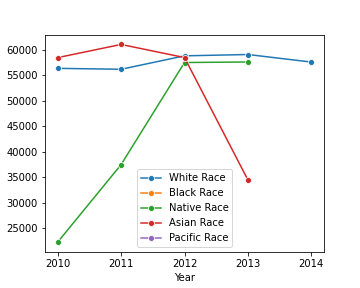 60000
55000
50000
45000
40000
35000
30000
25000
White Race
Black Race
Native Race
Asian Race
Pacific Race
2010 2011 2012 2013 2014
Year